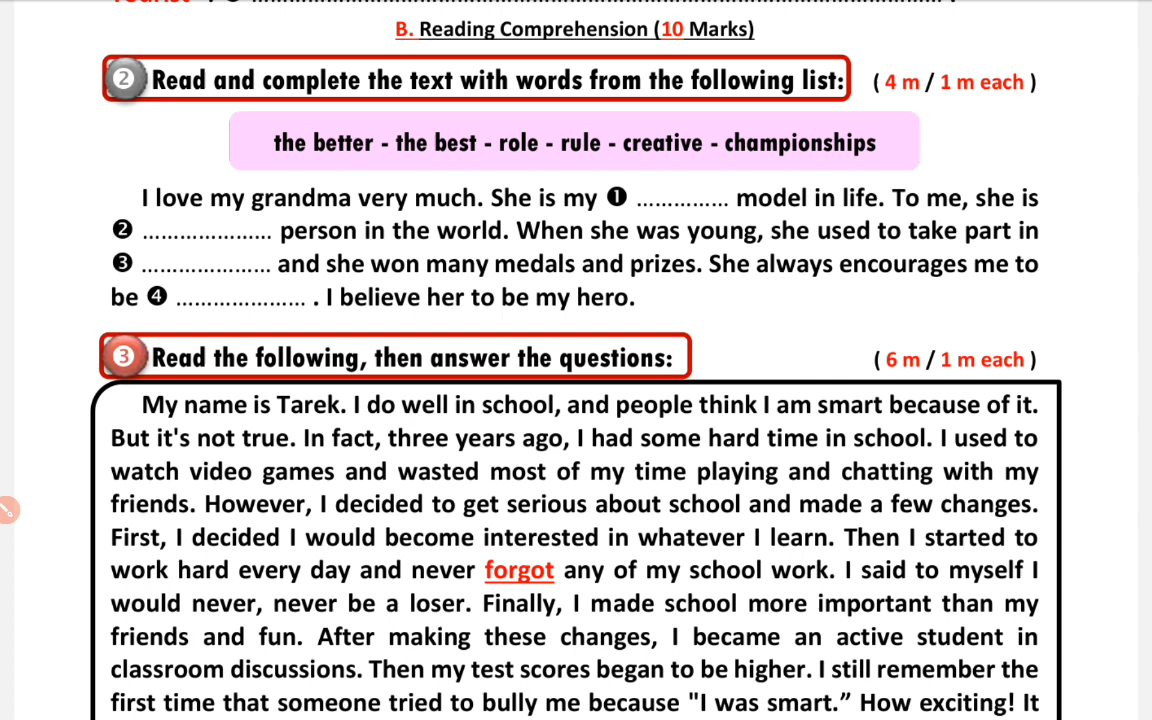 B. Reading Comprehension (10 Marks)
❷ Read and complete the text with words from the following list: ( 4 m / 1 m each )
the better - the best - role - rule - creative - championships
I love my grandma very much. She is my ❶ ............... model in life. To me, she is
❷ ..................... person in the world. When she was young, she used to take part in
❸ ..................... and she won many medals and prizes. She always encourages me to
be ❹ ..................... . I believe her to be my hero.
❸ Read the following, then answer the questions: ( 6 m / 1 m each )
My name is Tarek. I do well in school, and people think I am smart because of it.
But it's not true. In fact, three years ago, I had some hard time in school. I used to
watch video games and wasted most of my time playing and chatting with my
friends. However, I decided to get serious about school and made a few changes.
First, I decided I would become interested in whatever I learn. Then I started to
work hard every day and never forgot any of my school work. I said to myself I
would never, never be a loser. Finally, I made school more important than my
friends and fun. After making these changes, I became an active student in
classroom discussions. Then my test scores began to be higher. I still remember the
first time that someone tried to bully me because "I was smart.” How exciting! It